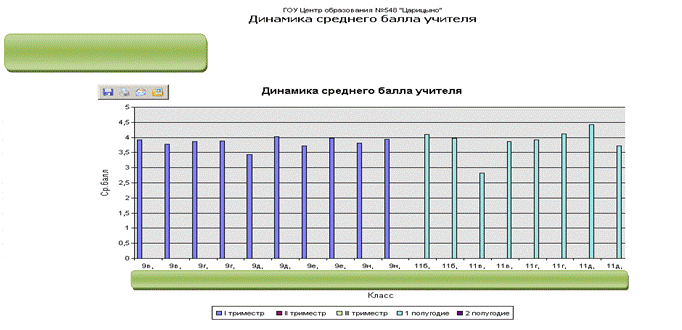 ГОУ Центр образования №548 "Царицыно"
Динамика среднего балла учителя
Динамика среднего балла учителя
5
4,5
4
3,5
3
2,5
2
1,5
1
0,5
0
Ср.балл
9в, 9в, 9г, 9г, 9д, 9д, 9е, 9е, 9н, 9н, 11б, 11б, 11в, 11в, 11г, 11г, 11д, 11д,
Класс
I триместр II триместр III триместр 1 полугодие 2 полугодие